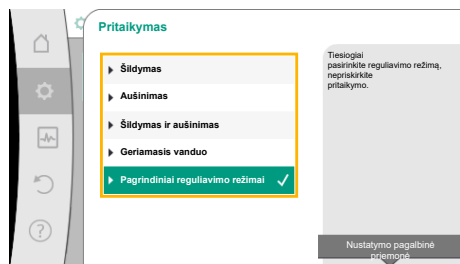 Pritaikymas
Šildymas
Aušinimas
Šildymas ir aušinimas
Geriamasis vanduo
Pagrindiniai reguliavimo režimai
Tiesiogiai
pasirinkite reguliavimo režimą,
nepriskirkite
pritaikymo.
Nustatymo pagalbinė
priemonė
?